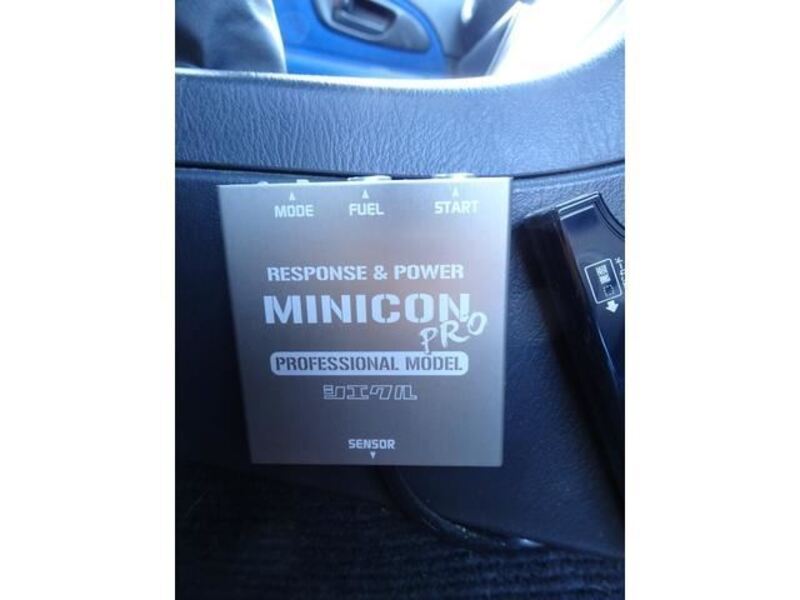 MODE FUEL START
RESPONSE & POWER
MINICON
PRO
PROFESSIONAL MODEL
シエクル
SENSOR